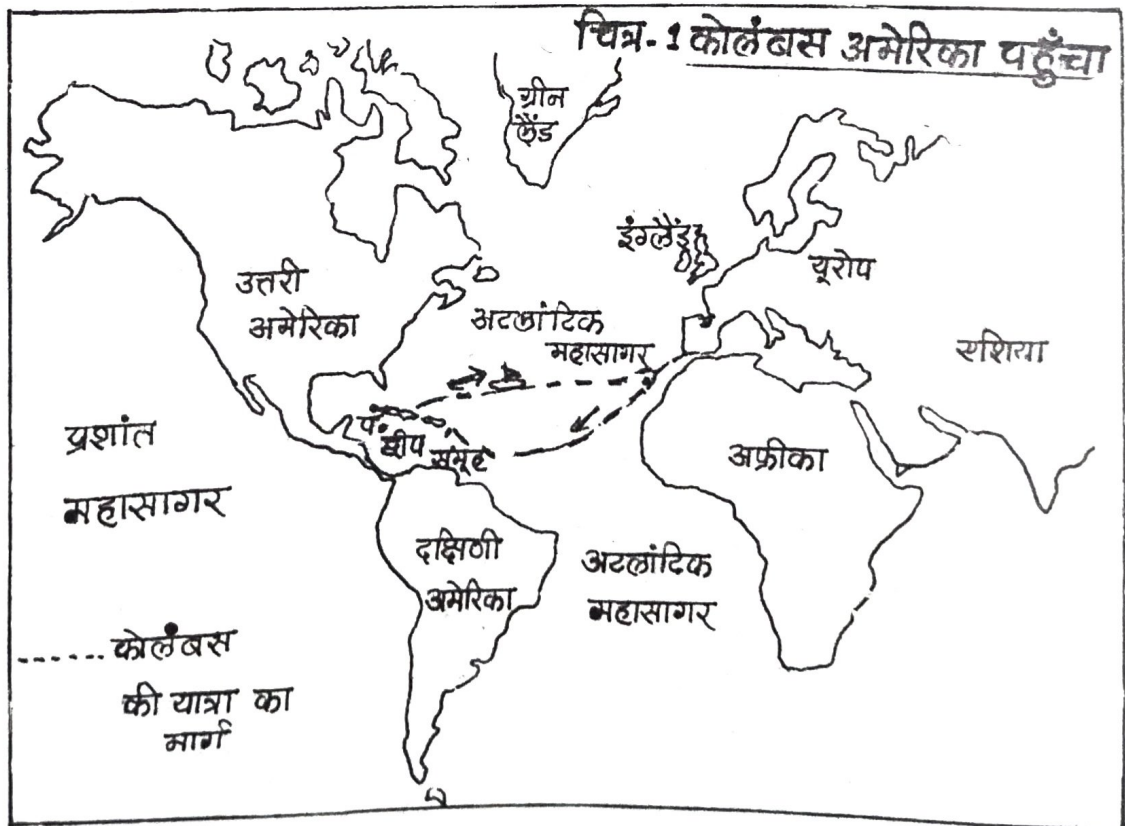 चित्र-1 कोलंबस अमेरिका पहुँचा
ग्रीन
लैंड
इंग्लैंड
यूरोप
उत्तरी
अमेरिका
अटलांटिक
महासागर
एशिया
प्रशांत
महासागर
प.
द्वीप
समूह
अफ्रीका
दक्षिणी
अमेरिका
अटलांटिक
महासागर
------ कोलंबस
की यात्रा का
मार्ग